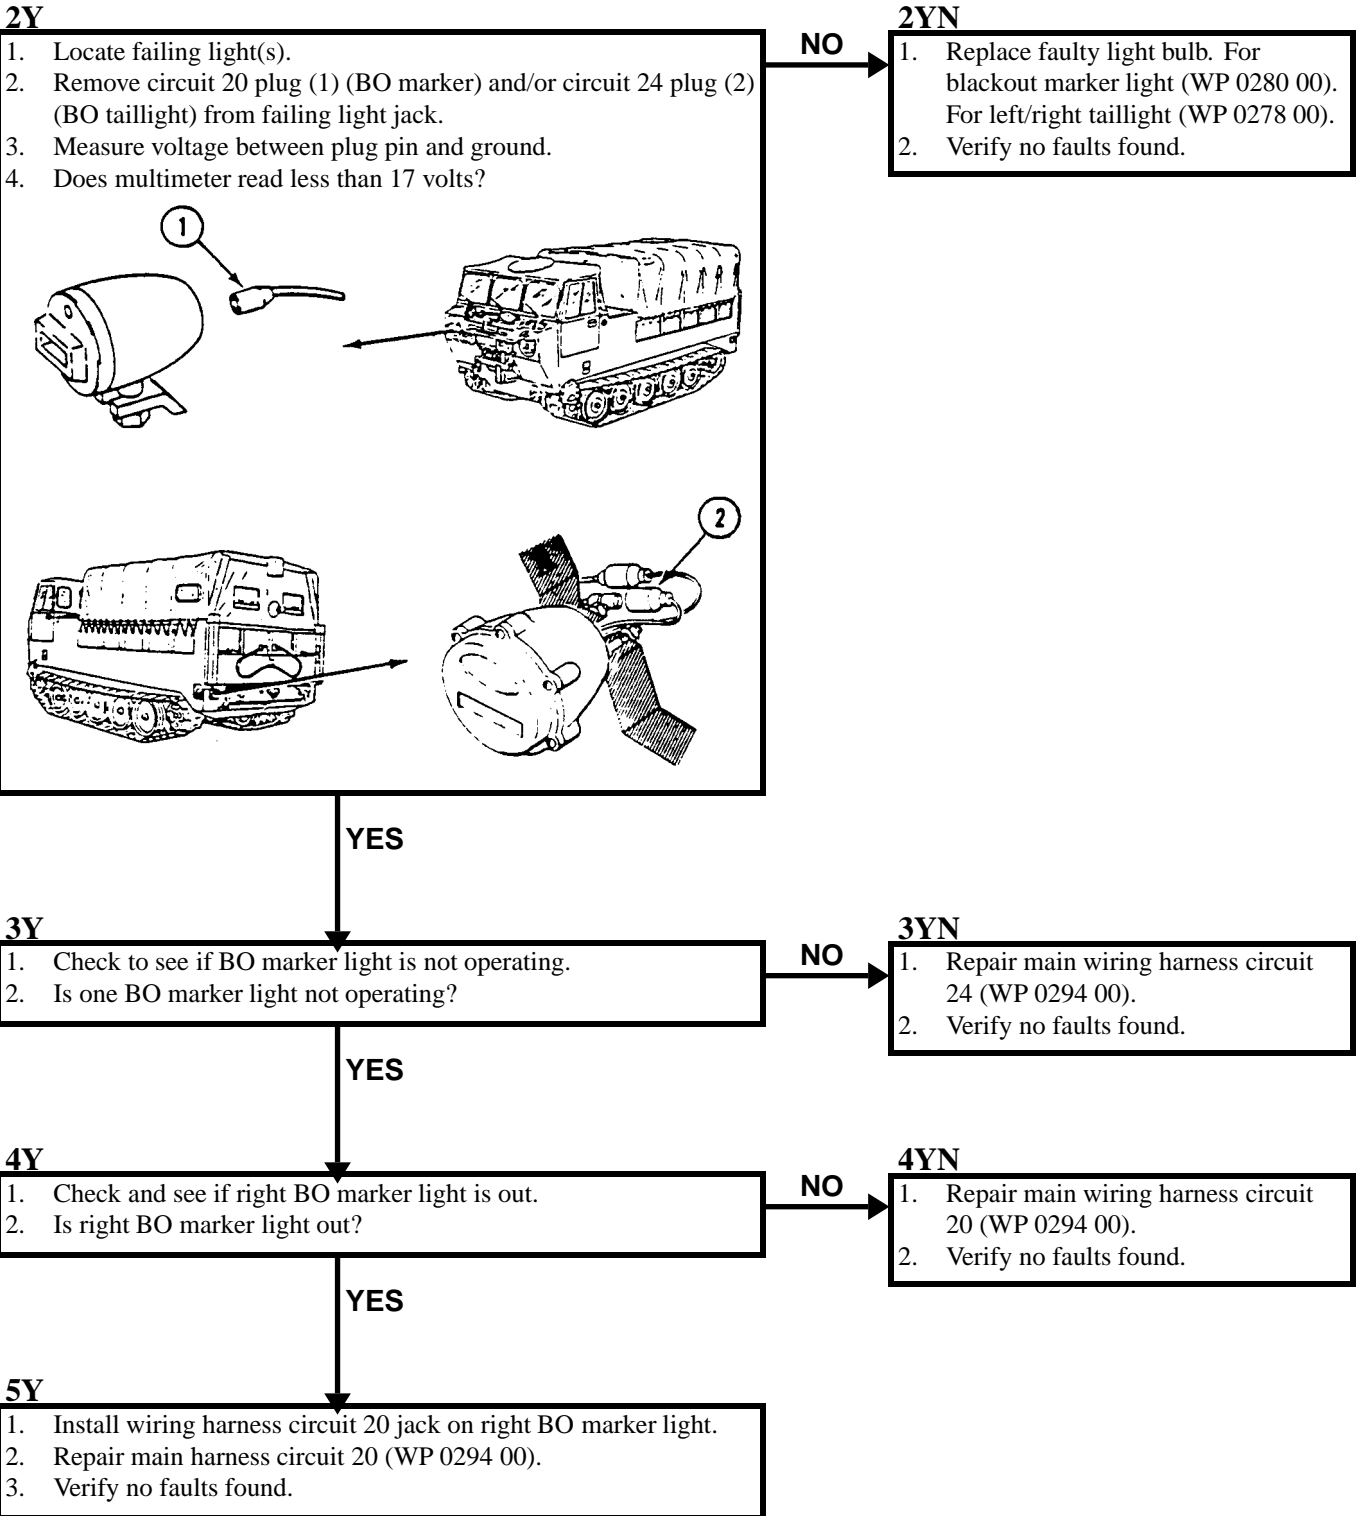 2Y
1. Locate failing light(s).
2. Remove circuit 20 plug (1) (BO marker) and/or circuit 24 plug (2)
(BO taillight) from failing light jack.
3. Measure voltage between plug pin and ground.
4. Does multimeter read less than 17 volts?
NO
2YN
1. Replace faulty light bulb. For
blackout marker light (WP 0280 00).
For left/right taillight (WP 0278 00).
2. Verify no faults found.
1
2
YES
3Y
1. Check to see if BO marker light is not operating.
2. Is one BO marker light not operating?
NO
3YN
1. Repair main wiring harness circuit
24 (WP 0294 00).
2. Verify no faults found.
YES
4Y
1. Check and see if right BO marker light is out.
2. Is right BO marker light out?
NO
4YN
1. Repair main wiring harness circuit
20 (WP 0294 00).
2. Verify no faults found.
YES
5Y
1. Install wiring harness circuit 20 jack on right BO marker light.
2. Repair main harness circuit 20 (WP 0294 00).
3. Verify no faults found.